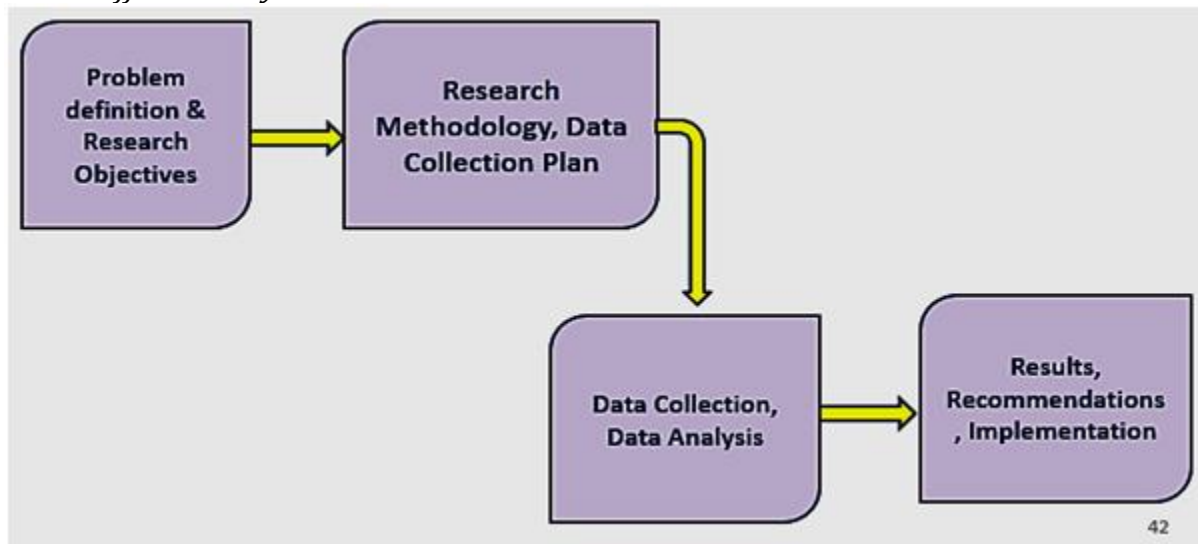 Problem
definition &
Research
Objectives
Research
Methodology, Data
Collection Plan
Data Collection,
Data Analysis
Results,
Recommendations
, Implementation
42